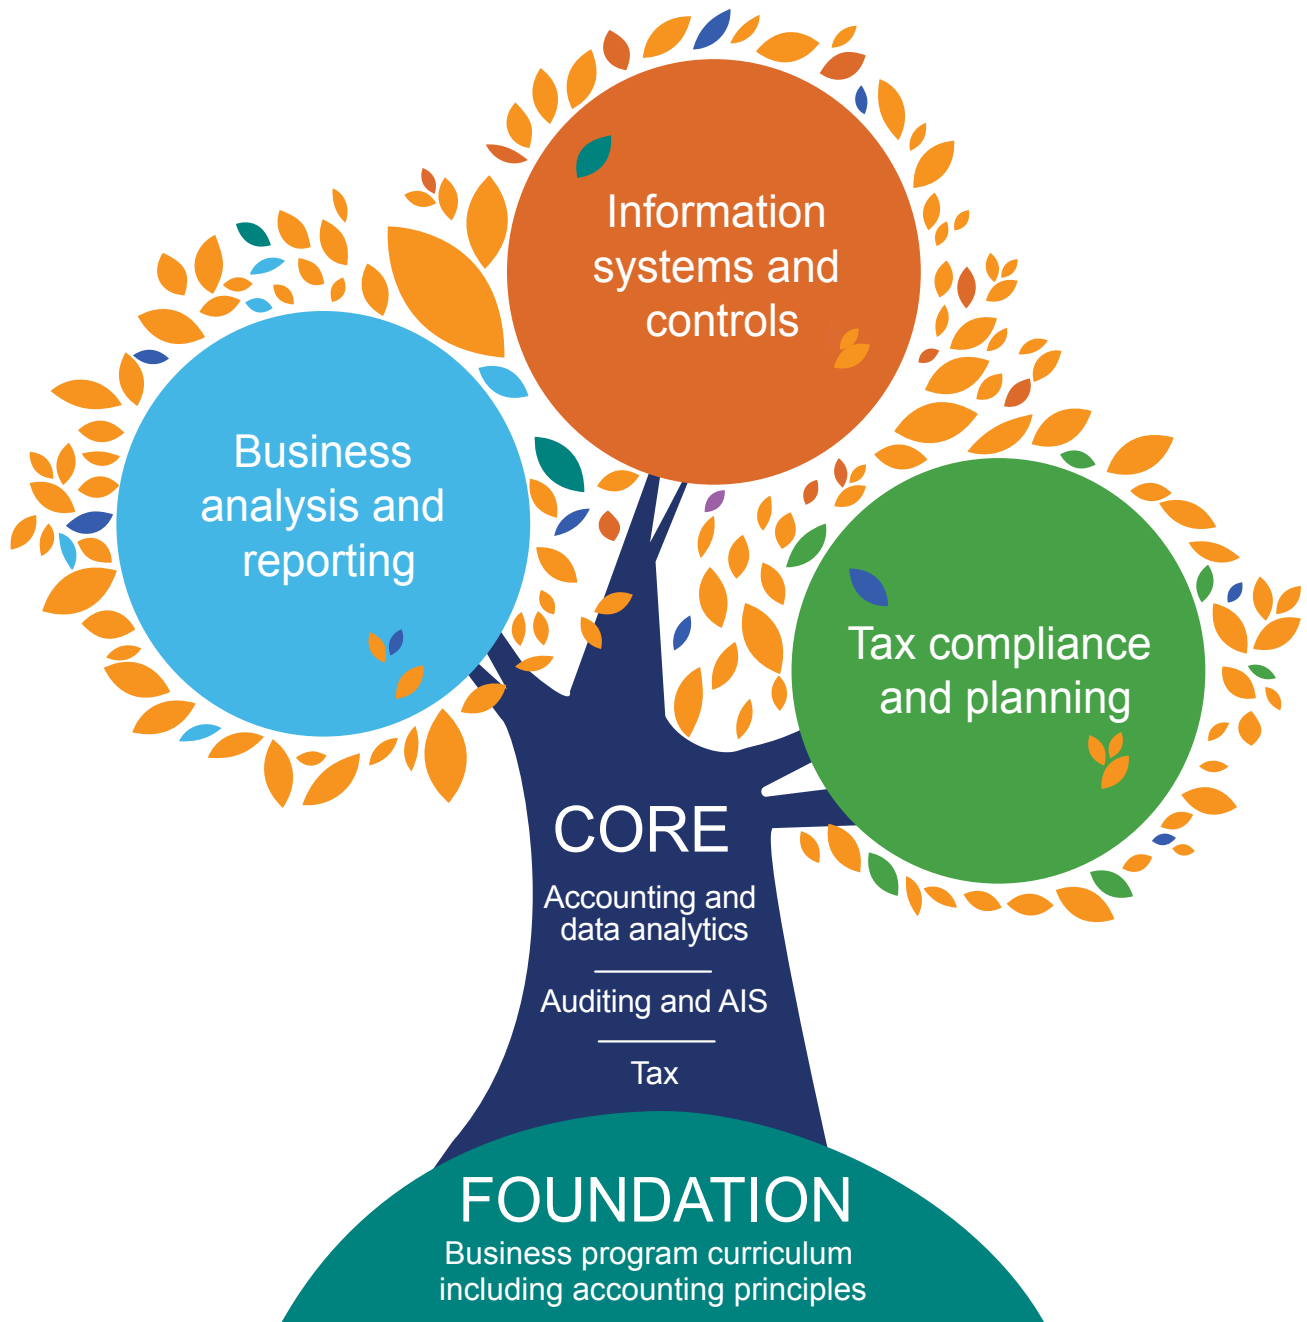 Information
systems and
controls
Business
analysis and
reporting
Tax compliance
and planning
CORE
Accounting and
data analytics
Auditing and AIS
Tax
FOUNDATION
Business program curriculum
including accounting principles